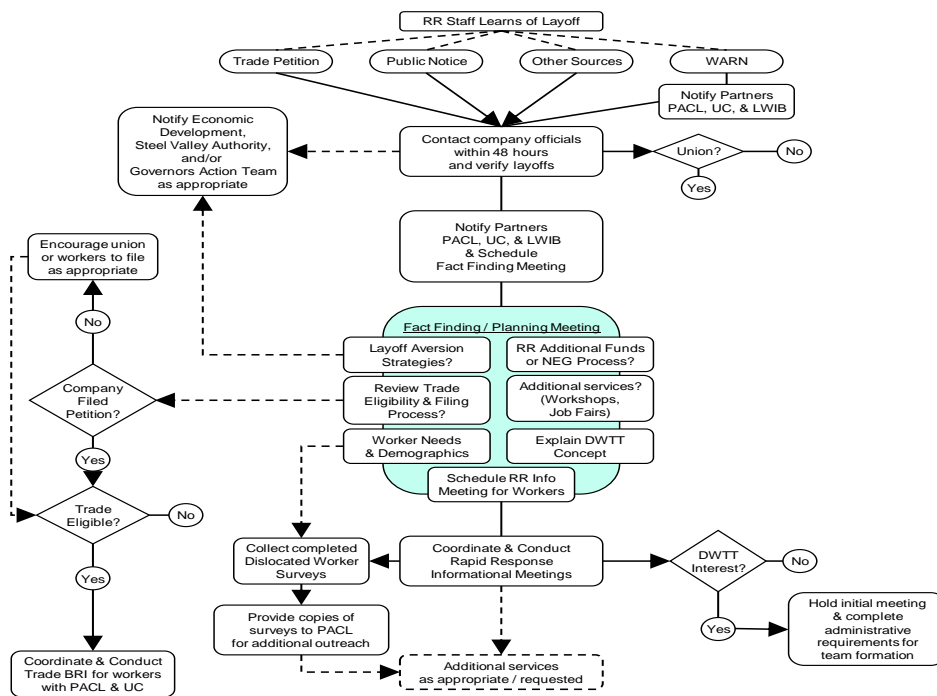 RR Staff Learns of Layoff
Trade Petition
Public Notice
Other Sources
WARN
Notify Partners
PACL, UC, & LWIB
Notify Economic
Development,
Steel Valley Authority,
and/or
Governors Action Team
as appropriate
Contact company officials
within 48 hours
and verify layoffs
Union?
No
Yes
Notify Partners
PACL, UC, & LWIB
& Schedule
Fact Finding Meeting
Encourage union
or workers to file
as appropriate
No
Company
Filed
Petition?
Yes
Trade
Eligible?
No
Yes
Coordinate & Conduct
Trade BRI for workers
with PACL & UC
Fact Finding / Planning Meeting
Layoff Aversion
Strategies?
RR Additional Funds
or NEG Process?
Review Trade
Eligibility & Filing
Process?
Additional services?
(Workshops,
Job Fairs)
Worker Needs
& Demographics
Explain DWTT
Concept
Schedule RR Info
Meeting for Workers
Collect completed
Dislocated Worker
Surveys
Coordinate & Conduct
Rapid Response
Informational Meetings
DWTT
Interest?
No
Yes
Provide copies of
surveys to PACL
for additional outreach
Hold initial meeting
& complete
administrative
requirements for
team formation
Additional services
as appropriate / requested